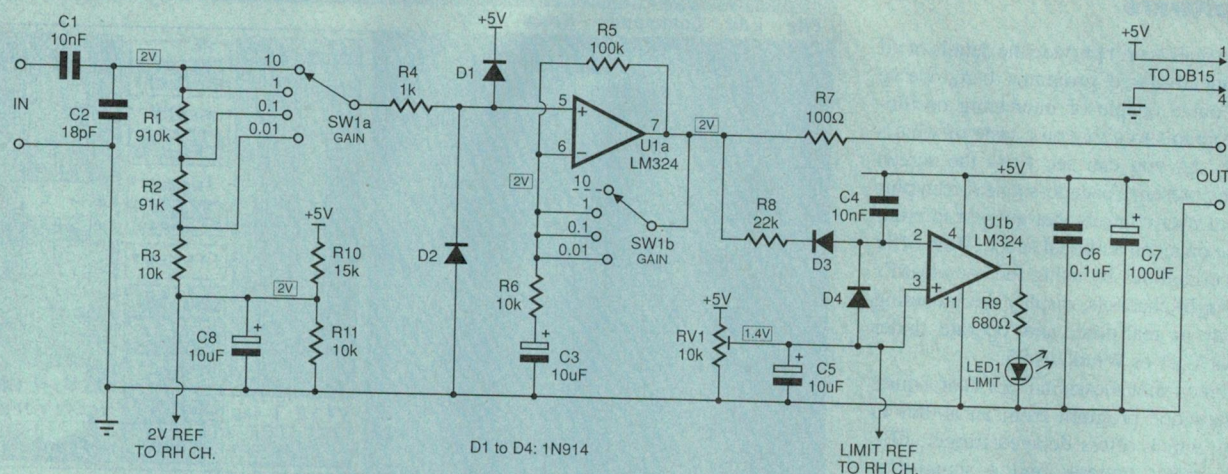 C1
10nF
2V
IN
C2
18pF
10
1
0.1
0.01
R1
910k
R2
91k
R3
10k
SW1a
GAIN
R4
1k
+5V
D1
D2
+5V
R10
15k
2V
R11
10k
C8
10uF
+
2V REF
TO RH CH.
R5
100k
5
+
6
−
7
U1a
LM324
2V
2V
10
1
0.1
0.01
SW1b
GAIN
R6
10k
+
C3
10uF
D1 to D4: 1N914
R7
100Ω
R8
22k
D3
D4
C4
10nF
+5V
RV1
10k
1.4V
+
C5
10uF
LIMIT REF
TO RH CH.
+5V
U1b
LM324
2
−
3
+
4
11
1
R9
680Ω
LED1
LIMIT
C6
0.1uF
+
C7
100uF
+5V
1
TO DB15
4
OUT